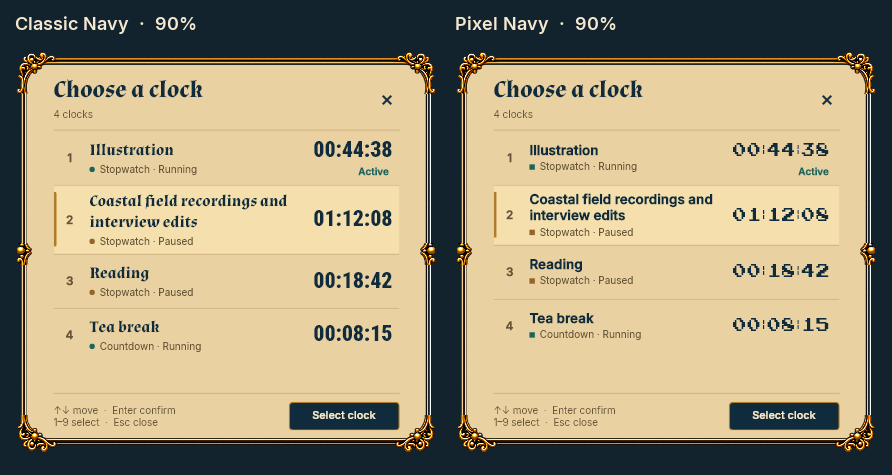 Classic Navy · 90%
Choose a clock
×
4 clocks
1
Illustration
00:44:38
Stopwatch · Running
Active
2
Coastal field recordings and
interview edits
01:12:08
Stopwatch · Paused
3
Reading
00:18:42
Stopwatch · Paused
4
Tea break
00:08:15
Countdown · Running
↑↓ move · Enter confirm
1–9 select · Esc close
Select clock
Pixel Navy · 90%
Choose a clock
×
4 clocks
1
Illustration
00:44:38
Stopwatch · Running
Active
2
Coastal field recordings and
interview edits
01:12:08
Stopwatch · Paused
3
Reading
00:18:42
Stopwatch · Paused
4
Tea break
00:08:15
Countdown · Running
↑↓ move · Enter confirm
1–9 select · Esc close
Select clock